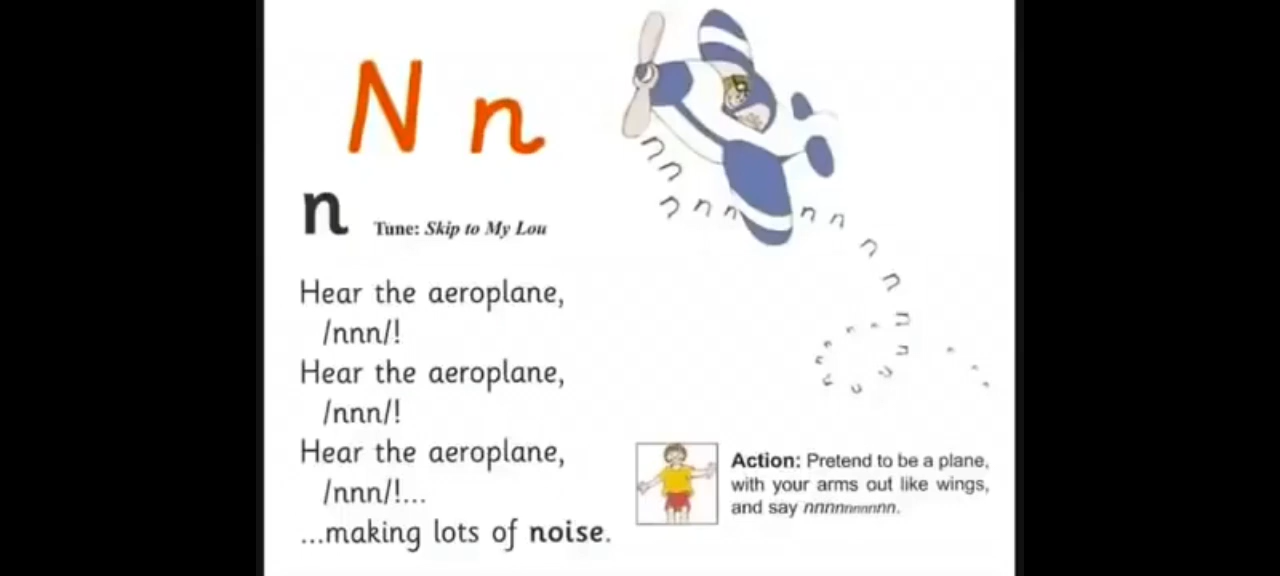 N n
n Tune: Skip to My Lou
Hear the aeroplane,
/nnn/!
Hear the aeroplane,
/nnn/!
Hear the aeroplane,
/nnn/!...
...making lots of noise.
n n
n n n n n
n
n
n
n
n
n
Action: Pretend to be a plane,
with your arms out like wings,
and say nnnnnnnnnn.